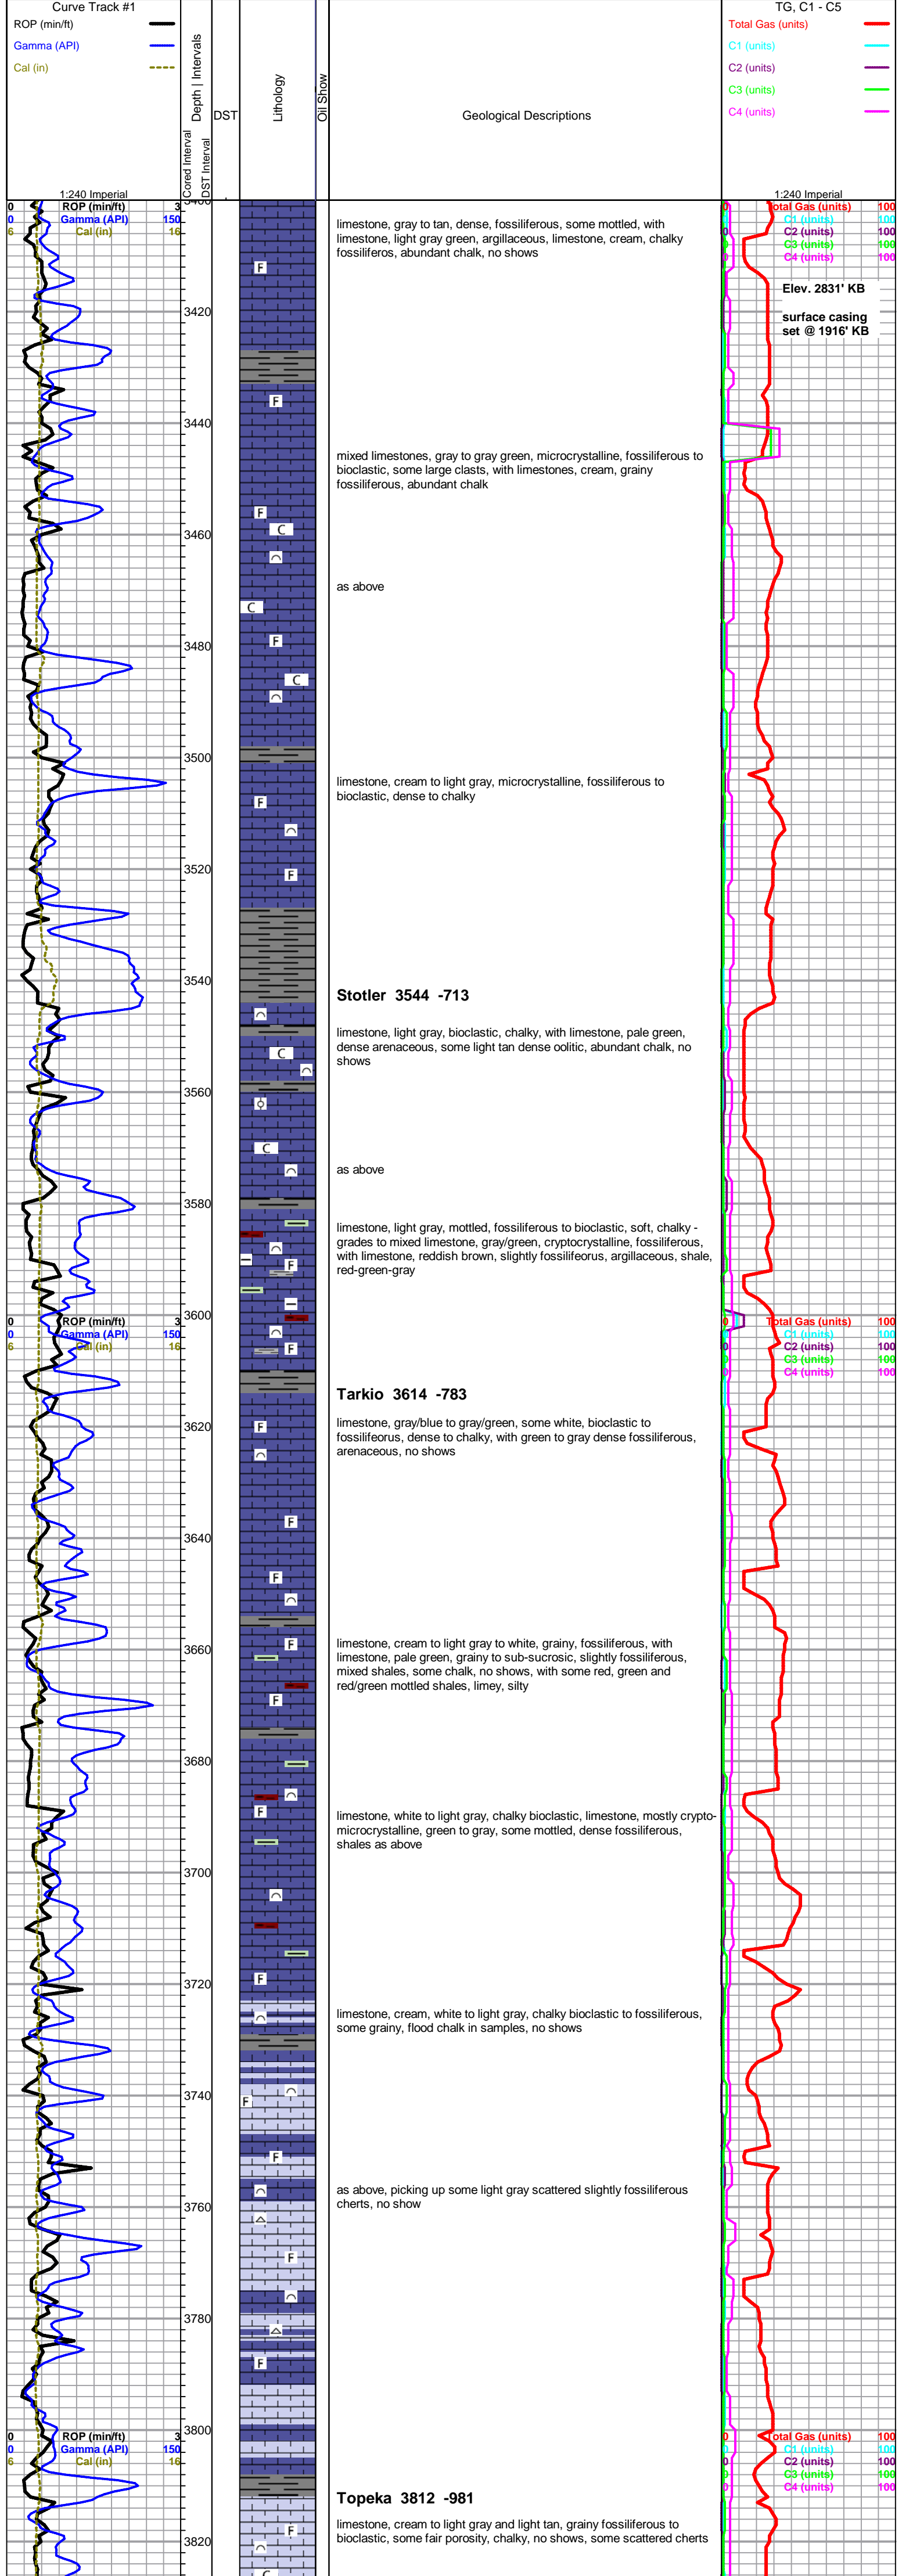 Curve Track #1
ROP (min/ft)
Gamma (API)
Cal (in)
Cored Interval
Depth | Intervals
DST Interval
DST
Lithology
Oil Show
Geological Descriptions
TG, C1 - C5
Total Gas (units)
C1 (units)
C2 (units)
C3 (units)
C4 (units)
1:240 Imperial
1:240 Imperial
0 ROP (min/ft) 3
0 Gamma (API) 150
6 Cal (in) 16
0 Total Gas (units) 100
C1 (units) 100
0 C2 (units) 100
0 C3 (units) 100
0 C4 (units) 100
limestone, gray to tan, dense, fossiliferous, some mottled, with
limestone, light gray green, argillaceous, limestone, cream, chalky
fossiliferos, abundant chalk, no shows
F
Elev. 2831' KB
surface casing
set @ 1916' KB
3420
F
3440
mixed limestones, gray to gray green, microcrystalline, fossiliferous to
bioclastic, some large clasts, with limestones, cream, grainy
fossiliferous, abundant chalk
F
C
3460
as above
C
F
3480
C
3500
limestone, cream to light gray, microcrystalline, fossiliferous to
bioclastic, dense to chalky
F
3520
F
3540
Stotler 3544 -713
limestone, light gray, bioclastic, chalky, with limestone, pale green,
dense arenaceous, some light tan dense oolitic, abundant chalk, no
shows
C
3560
C
as above
3580
limestone, light gray, mottled, fossiliferous to bioclastic, soft, chalky -
grades to mixed limestone, gray/green, cryptocrystalline, fossiliferous,
with limestone, reddish brown, slightly fossilifeorus, argillaceous, shale,
red-green-gray
F
3600
0 ROP (min/ft) 3
0 Gamma (API) 150
6 Cal (in) 16
0 Total Gas (units) 100
C1 (units) 100
0 C2 (units) 100
C3 (units) 100
0 C4 (units) 100
F
Tarkio 3614 -783
3620
limestone, gray/blue to gray/green, some white, bioclastic to
fossilifeorus, dense to chalky, with green to gray dense fossiliferous,
arenaceous, no shows
F
F
3640
F
3660
limestone, cream to light gray to white, grainy, fossiliferous, with
limestone, pale green, grainy to sub-sucrosic, slightly fossiliferous,
mixed shales, some chalk, no shows, with some red, green and
red/green mottled shales, limey, silty
F
F
3680
F
limestone, white to light gray, chalky bioclastic, limestone, mostly crypto-
microcrystalline, green to gray, some mottled, dense fossiliferous,
shales as above
3700
F
3720
limestone, cream, white to light gray, chalky bioclastic to fossiliferous,
some grainy, flood chalk in samples, no shows
3740
F
F
3760
as above, picking up some light gray scattered slightly fossiliferous
cherts, no show
F
3780
F
3800
0 ROP (min/ft) 3
0 Gamma (API) 150
6 Cal (in) 16
0 Total Gas (units) 100
C1 (units) 100
0 C2 (units) 100
0 C3 (units) 100
0 C4 (units) 100
Topeka 3812 -981
limestone, cream to light gray and light tan, grainy fossiliferous to
bioclastic, some fair porosity, chalky, no shows, some scattered cherts
F
3820